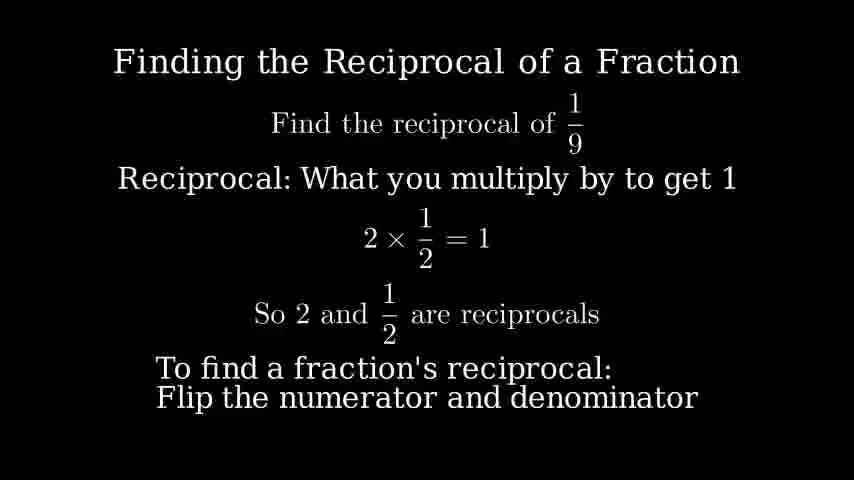 Finding the Reciprocal of a Fraction
Find the reciprocal of 1/9
Reciprocal: What you multiply by to get 1
2 × 1/2 = 1
So 2 and 1/2 are reciprocals
To find a fraction's reciprocal:
Flip the numerator and denominator